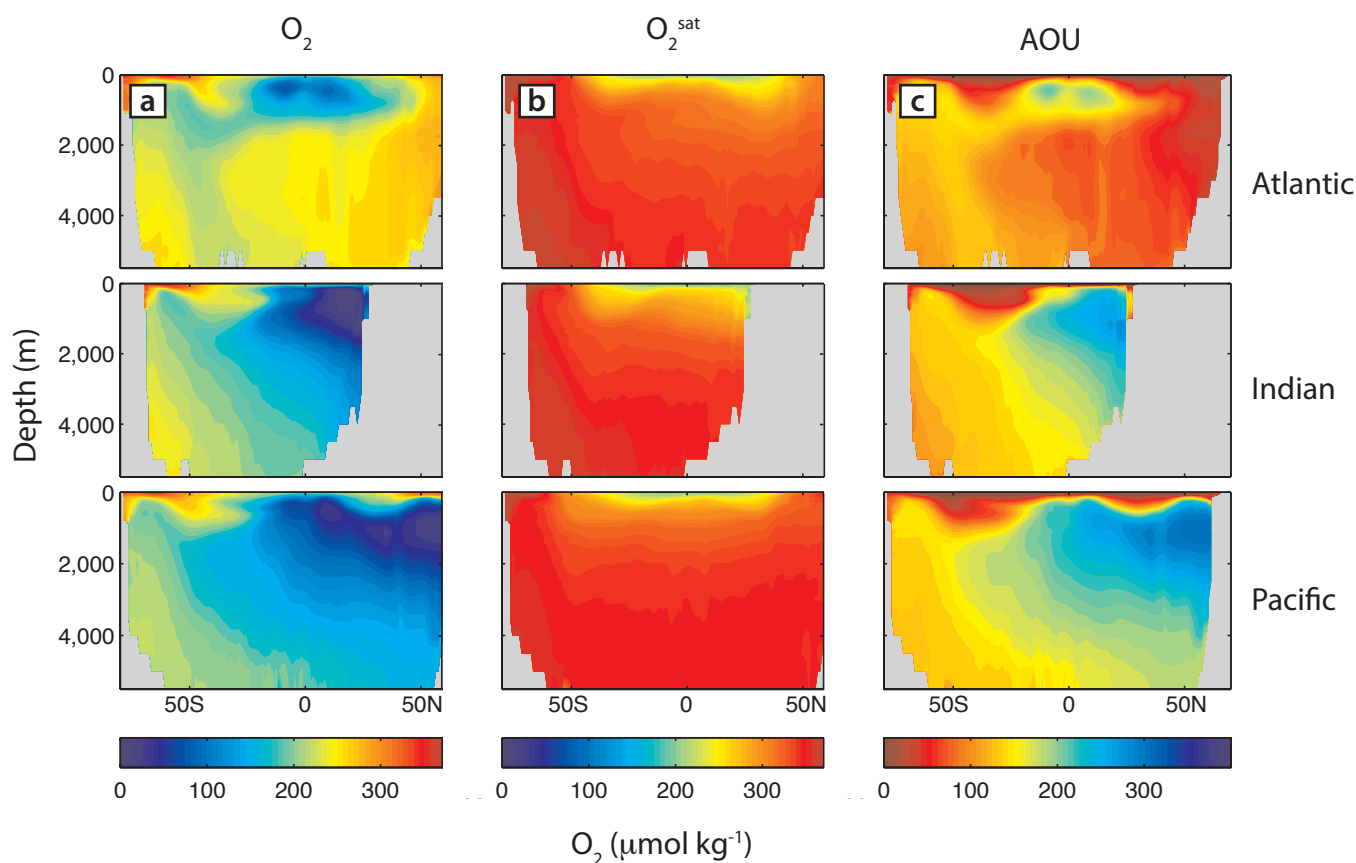 O₂ O₂ˢᵃᵗ AOU
a b c
0
2,000
4,000
Atlantic
0
2,000
4,000
Indian
Depth (m)
0
2,000
4,000
Pacific
50S 0 50N 50S 0 50N 50S 0 50N
0 100 200 300 0 100 200 300 0 100 200 300
O₂ (μmol kg⁻¹)